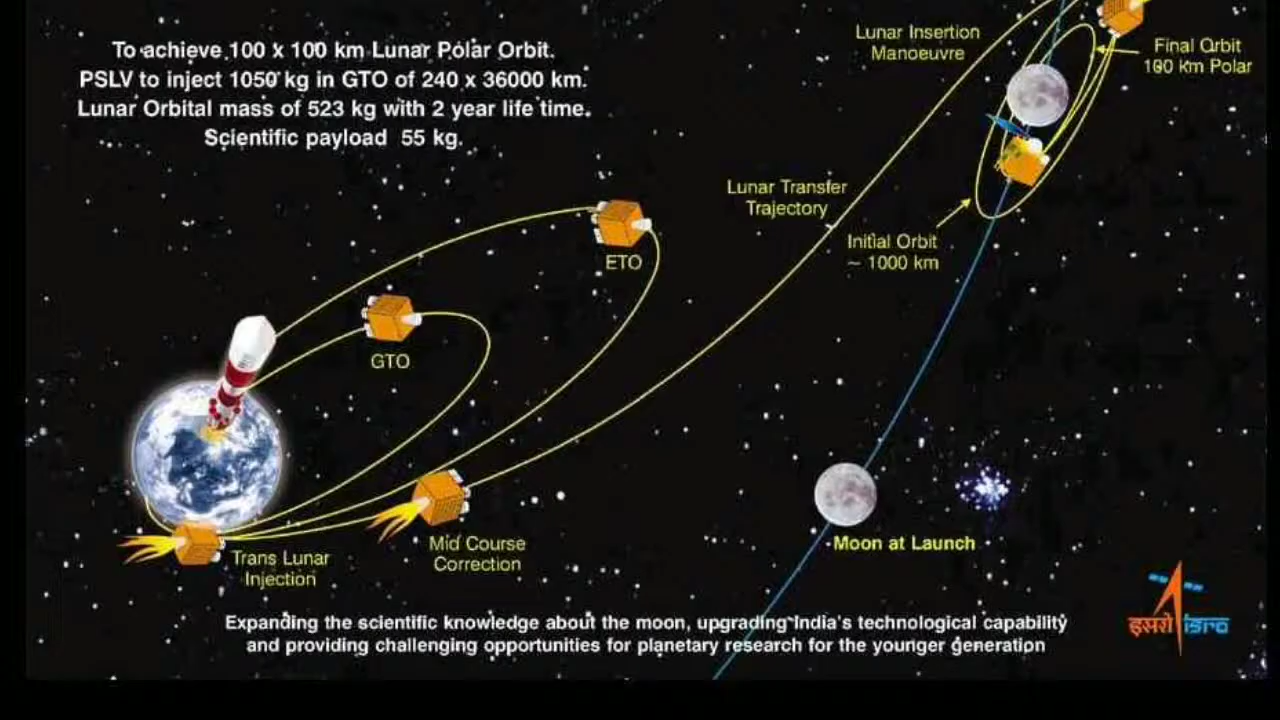 To achieve 100 x 100 km Lunar Polar Orbit.
PSLV to inject 1050 kg in GTO of 240 x 36000 km.
Lunar Orbital mass of 523 kg with 2 year life time.
Scientific payload 55 kg.
Lunar Insertion
Manoeuvre
Final Orbit
100 km Polar
Lunar Transfer
Trajectory
Initial Orbit
~ 1000 km
ETO
GTO
Trans Lunar
Injection
Mid Course
Correction
Moon at Launch
इसरो isro
Expanding the scientific knowledge about the moon, upgrading India's technological capability
and providing challenging opportunities for planetary research for the younger generation